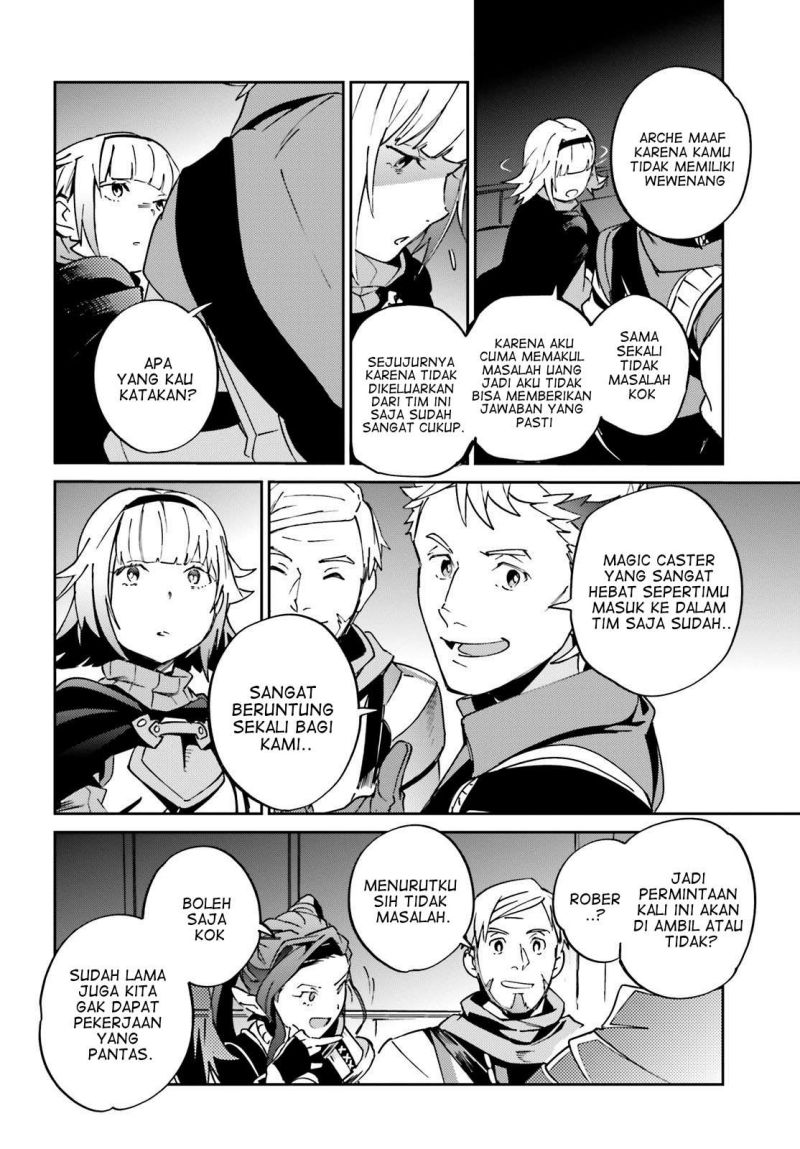 ARCHE MAAF
KARENA KAMU
TIDAK MEMILIKI
WEWENANG
SAMA
SEKALI
TIDAK
MASALAH
KOK
KARENA AKU
CUMA MEMAKUL
MASALAH UANG
JADI AKU TIDAK
BISA MEMBERIKAN
JAWABAN YANG
PASTI
SEJUJURNYA
KARENA TIDAK
DIKELUARKAN
DARI TIM INI
SAJA SUDAH
SANGAT CUKUP.
APA
YANG KAU
KATAKAN?
MAGIC CASTER
YANG SANGAT
HEBAT SEPERTIMU
MASUK KE DALAM
TIM SAJA SUDAH..
SANGAT
BERUNTUNG
SEKALI BAGI
KAMI..
JADI
PERMINTAAN
KALI INI AKAN
DI AMBIL ATAU
TIDAK?
ROBER
..?
MENURUTKU
SIH TIDAK
MASALAH.
BOLEH
SAJA
KOK
SUDAH LAMA
JUGA KITA
GAK DAPAT
PEKERJAAN
YANG
PANTAS.